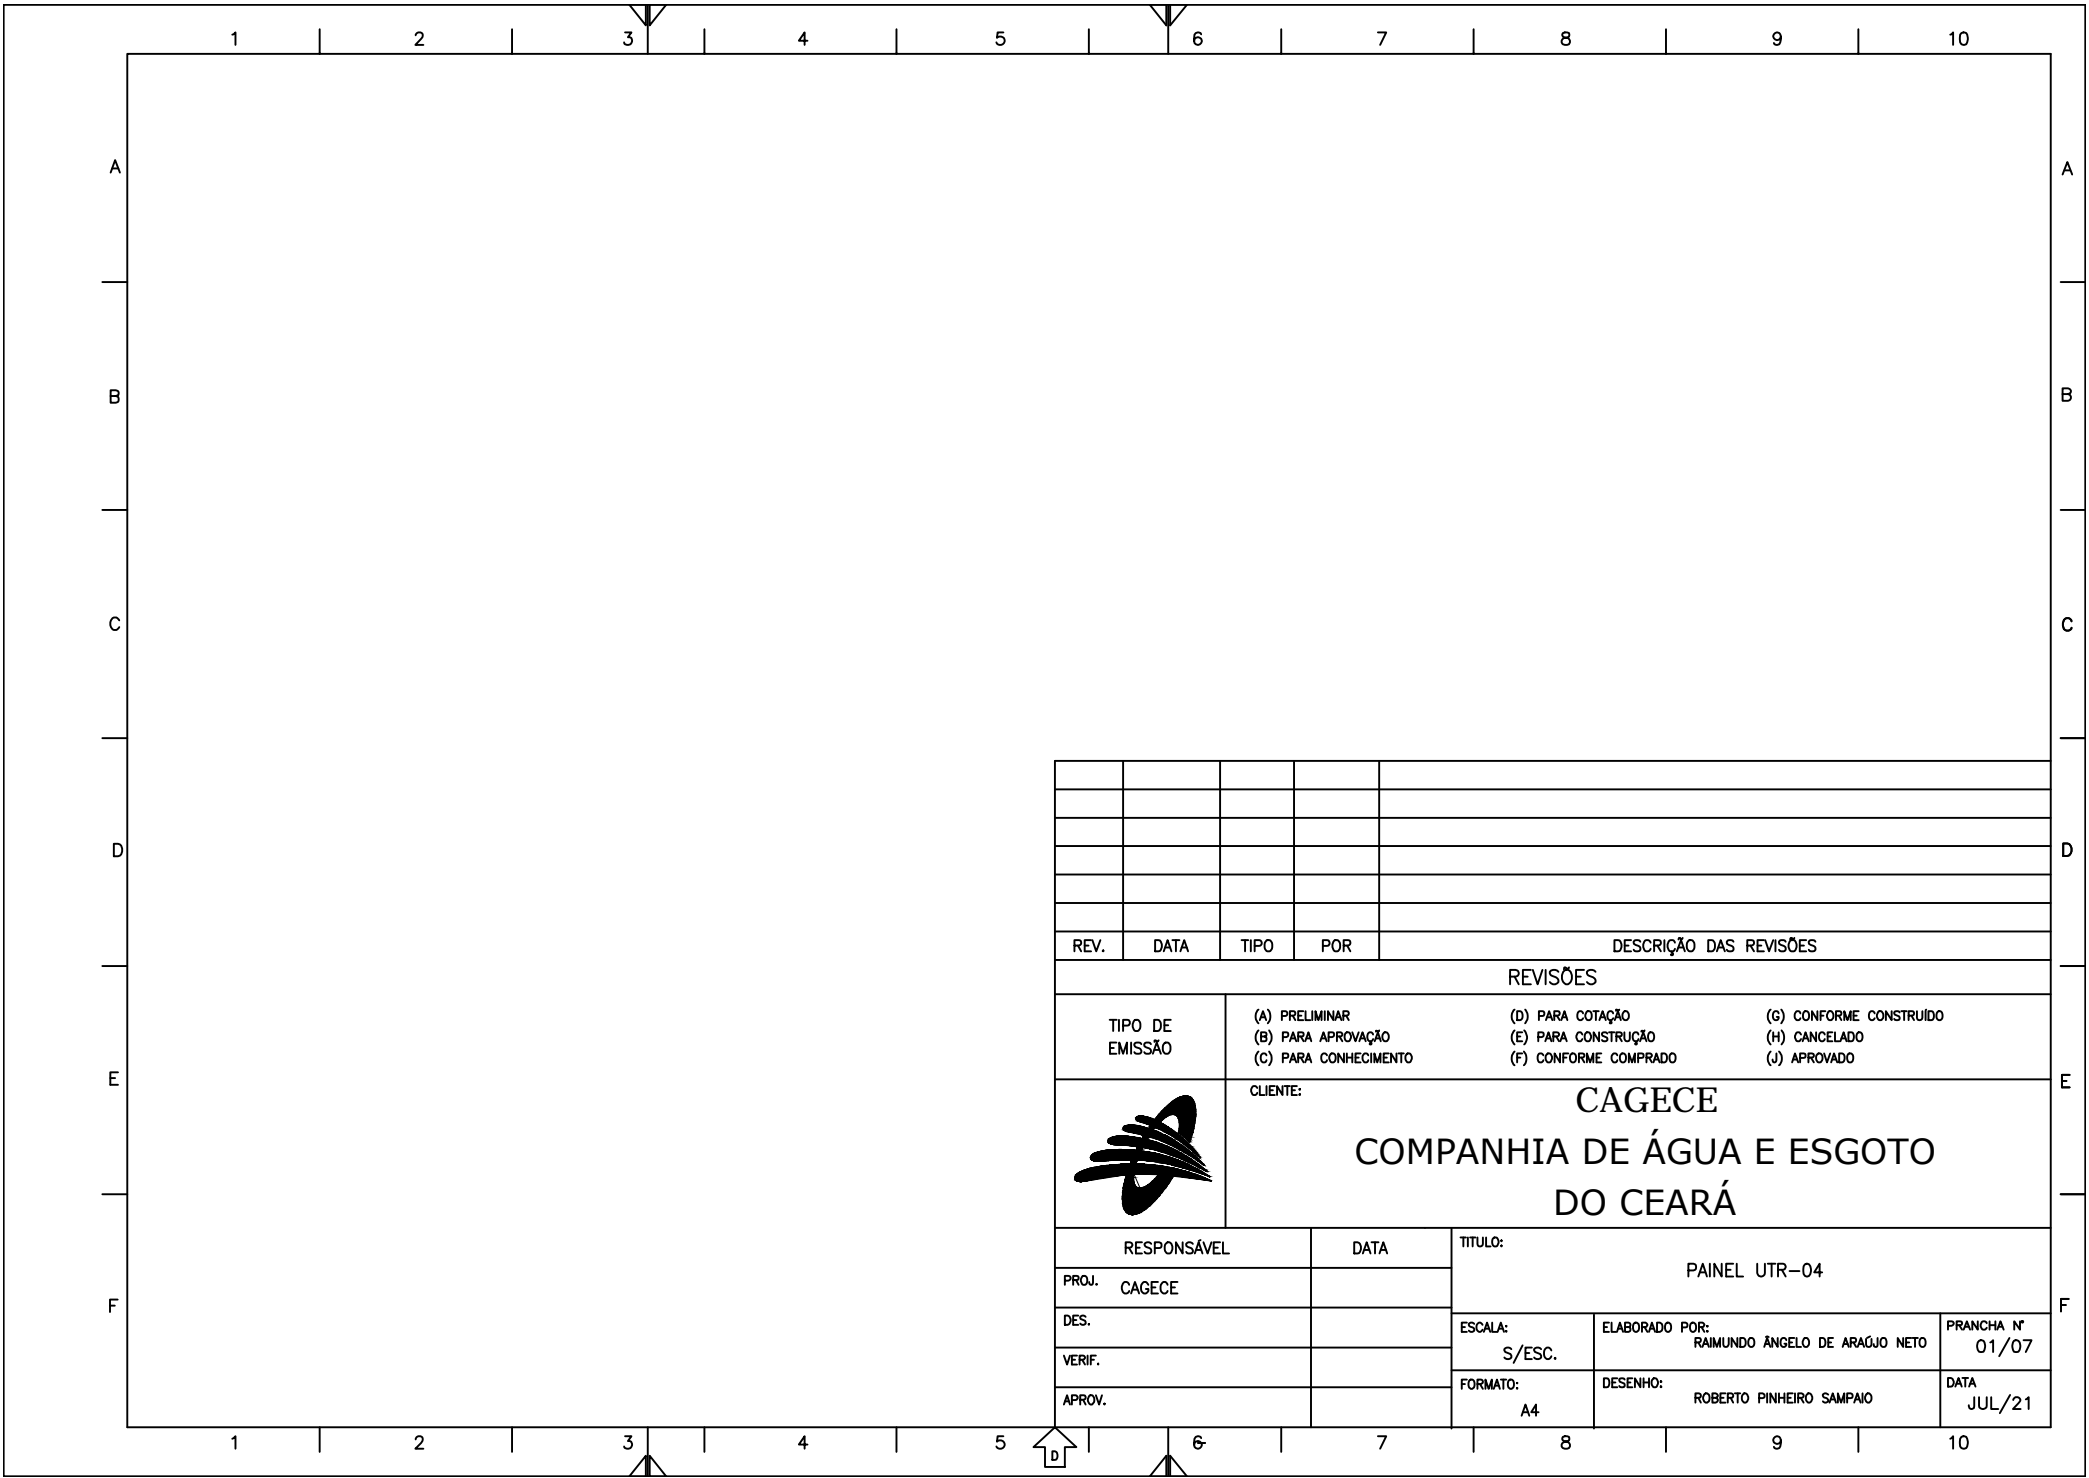 1 2 3 4 5 6 7 8 9 10
A A
B B
C C
D D
REV. DATA TIPO POR DESCRIÇÃO DAS REVISÕES
REVISÕES
TIPO DE
EMISSÃO
(A) PRELIMINAR
(B) PARA APROVAÇÃO
(C) PARA CONHECIMENTO
(D) PARA COTAÇÃO
(E) PARA CONSTRUÇÃO
(F) CONFORME COMPRADO
(G) CONFORME CONSTRUÍDO
(H) CANCELADO
(J) APROVADO
E E
CLIENTE:
CAGECE
COMPANHIA DE ÁGUA E ESGOTO
DO CEARÁ
RESPONSÁVEL DATA
PROJ. CAGECE
DES.
VERIF.
APROV.
TITULO:
PAINEL UTR-04
F F
ESCALA:
S/ESC.
ELABORADO POR:
RAIMUNDO ÂNGELO DE ARAÚJO NETO
PRANCHA N°
01/07
FORMATO:
A4
DESENHO:
ROBERTO PINHEIRO SAMPAIO
DATA
JUL/21
1 2 3 4 5 6 7 8 9 10
D